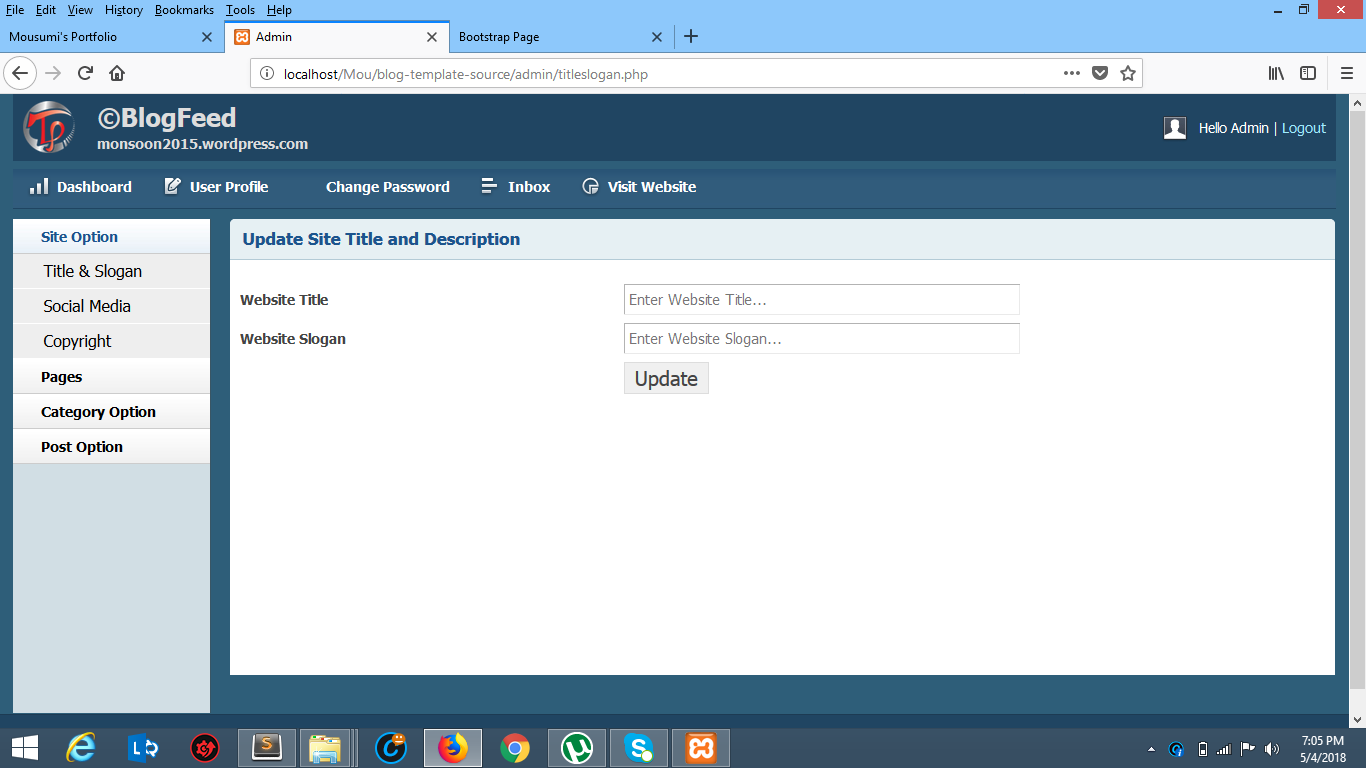 File Edit View History Bookmarks Tools Help
Mousumi's Portfolio Admin Bootstrap Page
localhost/Mou/blog-template-source/admin/titleslogan.php
©BlogFeed
monsoon2015.wordpress.com
Hello Admin | Logout
Dashboard User Profile Change Password Inbox Visit Website
Site Option
Title & Slogan
Social Media
Copyright
Pages
Category Option
Post Option
Update Site Title and Description
Website Title Enter Website Title...
Website Slogan Enter Website Slogan...
Update
7:05 PM
5/4/2018